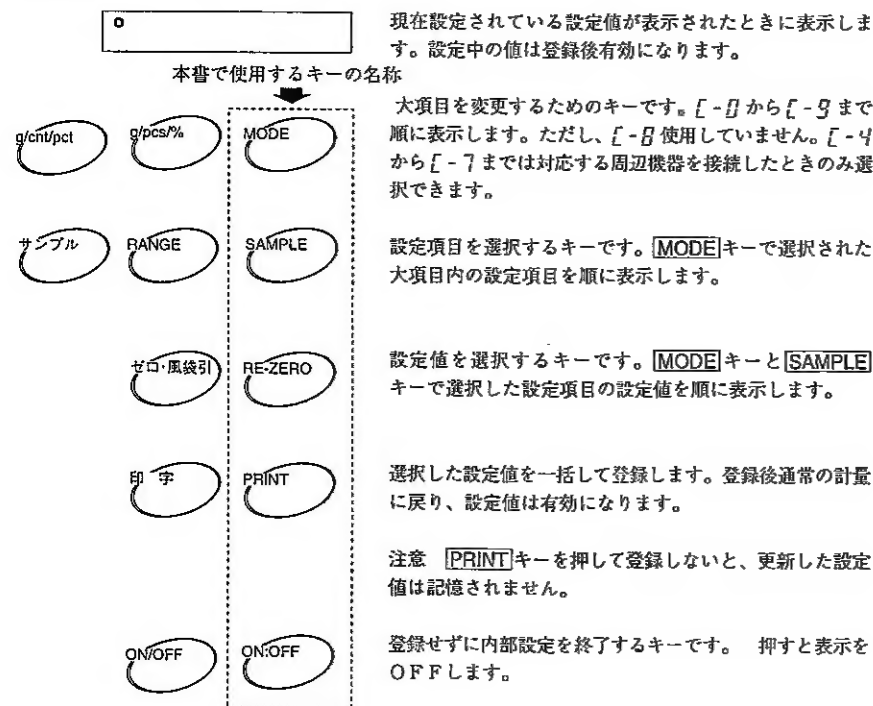 o
現在設定されている設定値が表示されたときに表示しま
す。設定中の値は登録後有効になります。
本書で使用するキーの名称
g/cnt/pct
g/pcs/%
MODE
大項目を変更するためのキーです。[-0から[-9まで
順に表示します。ただし、[-8使用していません。[-4
から[-7までは対応する周辺機器を接続したときのみ選
択できます。
サンプル
RANGE
SAMPLE
設定項目を選択するキーです。MODEキーで選択された
大項目内の設定項目を順に表示します。
ゼロ・風袋引
RE-ZERO
設定値を選択するキーです。MODEキーとSAMPLE
キーで選択した設定項目の設定値を順に表示します。
印 字
PRINT
選択した設定値を一括して登録します。登録後通常の計量
に戻り、設定値は有効になります。
注意 PRINTキーを押して登録しないと、更新した設定
値は記憶されません。
ON/OFF
ON:OFF
登録せずに内部設定を終了するキーです。 押すと表示を
OFFします。